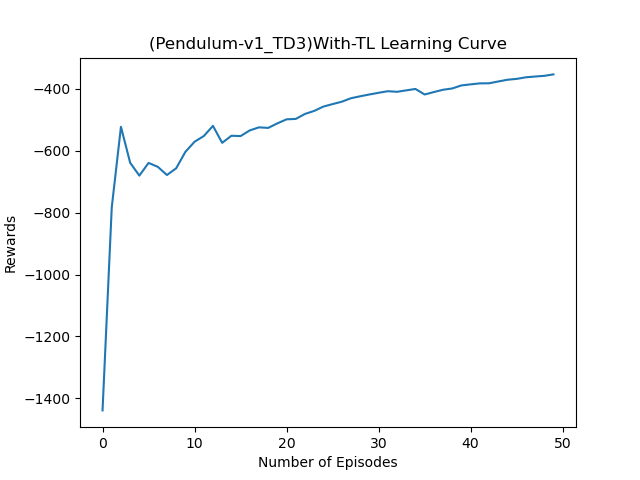 (Pendulum-v1_TD3)With-TL Learning Curve
−400
−600
−800
−1000
−1200
−1400
Rewards
0 10 20 30 40 50
Number of Episodes